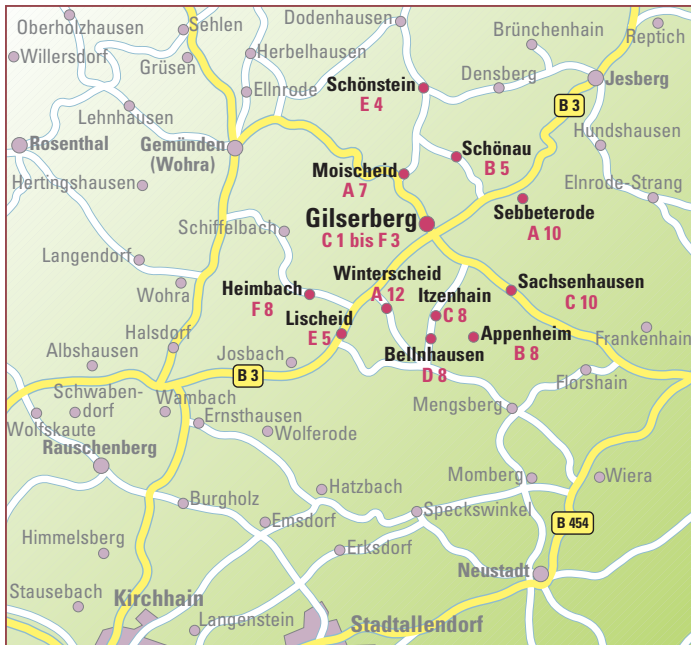 Oberholzhausen
Sehlen
Dodenhausen
Reptich
Brünchenhain
Willersdorf
Grüsen
Herbelhausen
Densberg
Jesberg
Ellnrode
Schönstein
E 4
B 3
Lehnhausen
Rosenthal
Gemünden
(Wohra)
Hundshausen
Schönau
B 5
Moischeid
A 7
Hertingshausen
Elnrode-Strang
Sebbeterode
A 10
Gilserberg
C 1 bis F 3
Schiffelbach
Langendorf
Winterscheid
A 12
Wohra
Heimbach
F 8
Itzenhain
C 8
Sachsenhausen
C 10
Lischeid
E 5
Appenheim
B 8
Frankenhain
Halsdorf
Albshausen
Josbach
Bellnhausen
D 8
B 3
Florshain
Schwaben-
dorf
Wambach
Mengsberg
Wolfskaute
Ernsthausen
Wolferode
Rauschenberg
Momberg
Wiera
Hatzbach
Burgholz
Speckswinkel
Emsdorf
B 454
Himmelsberg
Erksdorf
Neustadt
Stausebach
Kirchhain
Langenstein
Stadtallendorf